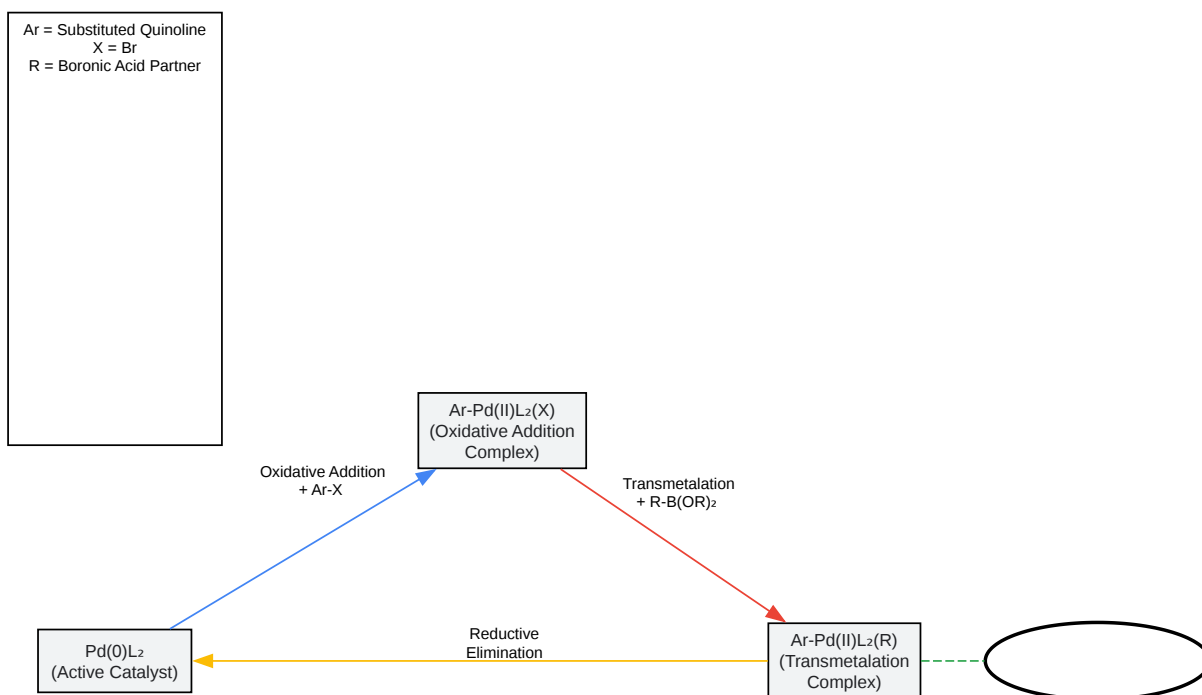 Ar = Substituted Quinoline
X = Br
R = Boronic Acid Partner
Ar-Pd(II)L₂(X)
(Oxidative Addition
Complex)
Oxidative Addition
+ Ar-X
Transmetalation
+ R-B(OR)₂
Pd(0)L₂
(Active Catalyst)
Reductive
Elimination
Ar-Pd(II)L₂(R)
(Transmetalation
Complex)